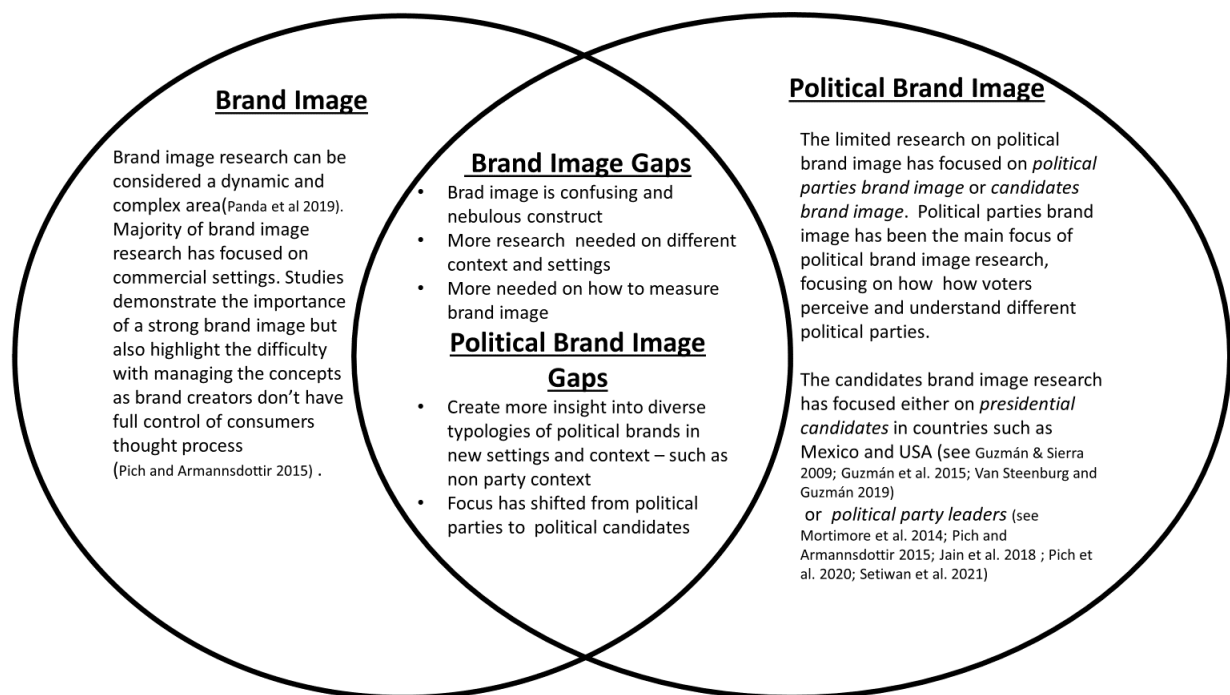 Brand Image
Brand image research can be
considered a dynamic and
complex area(Panda et al 2019).
Majority of brand image
research has focused on
commercial settings. Studies
demonstrate the importance
of a strong brand image but
also highlight the difficulty
with managing the concepts
as brand creators don’t have
full control of consumers
thought process
(Pich and Armannsdottir 2015) .
Brand Image Gaps
• Brad image is confusing and
nebulous construct
• More research needed on different
context and settings
• More needed on how to measure
brand image
Political Brand Image
Gaps
• Create more insight into diverse
typologies of political brands in
new settings and context – such as
non party context
• Focus has shifted from political
parties to political candidates
Political Brand Image
The limited research on political
brand image has focused on political
parties brand image or candidates
brand image. Political parties brand
image has been the main focus of
political brand image research,
focusing on how how voters
perceive and understand different
political parties.
The candidates brand image research
has focused either on presidential
candidates in countries such as
Mexico and USA (see Guzmán & Sierra
2009; Guzmán et al. 2015; Van Steenburg and
Guzmán 2019)
or political party leaders (see
Mortimore et al. 2014; Pich and
Armannsdottir 2015; Jain et al. 2018 ; Pich et
al. 2020; Setiwan et al. 2021)